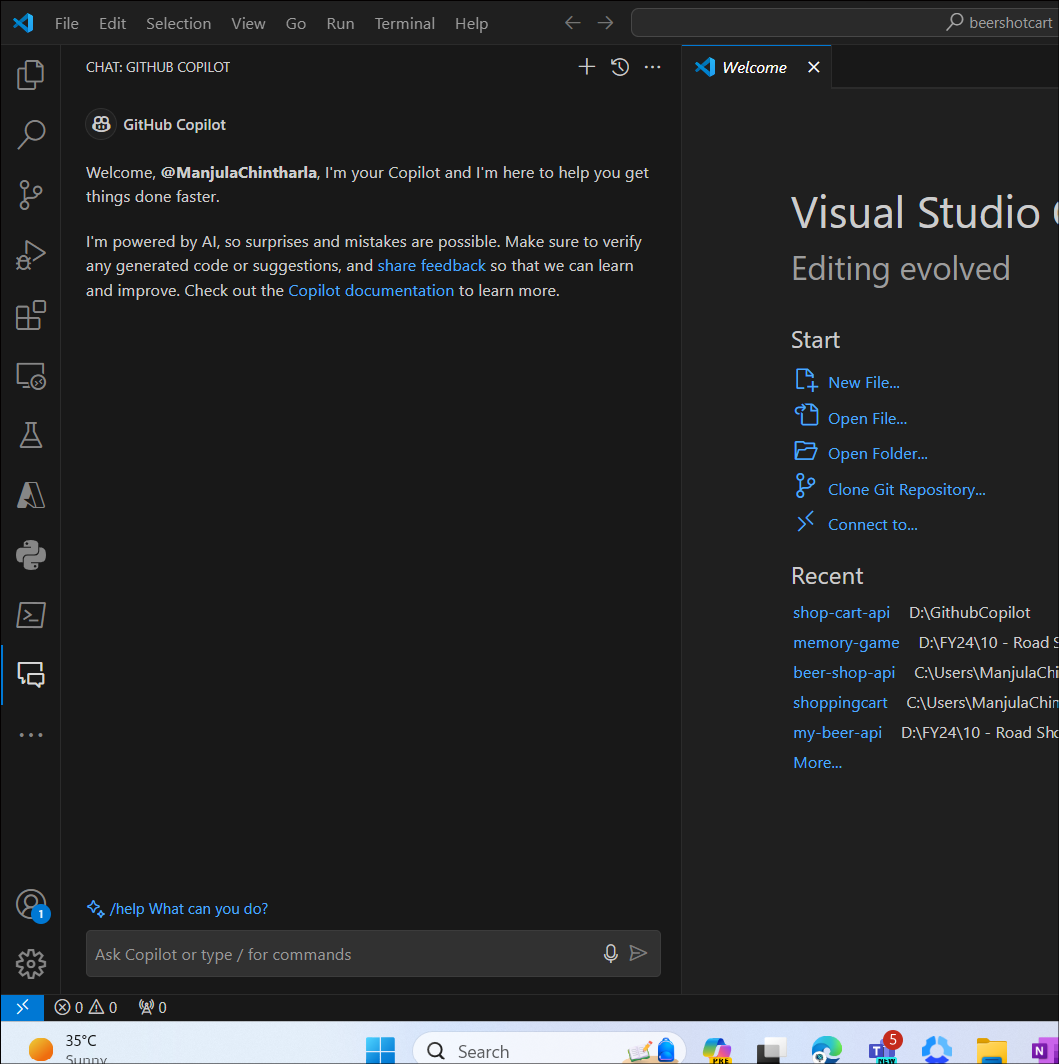 File Edit Selection View Go Run Terminal Help
beershotcart
CHAT: GITHUB COPILOT
Welcome
GitHub Copilot
Welcome, @ManjulaChintharla, I'm your Copilot and I'm here to help you get
things done faster.
I'm powered by AI, so surprises and mistakes are possible. Make sure to verify
any generated code or suggestions, and share feedback so that we can learn
and improve. Check out the Copilot documentation to learn more.
/help What can you do?
Ask Copilot or type / for commands
Visual Studio
Editing evolved
Start
New File...
Open File...
Open Folder...
Clone Git Repository...
Connect to...
Recent
shop-cart-api D:\GithubCopilot
memory-game D:\FY24\10 - Road S
beer-shop-api C:\Users\ManjulaChi
shoppingcart C:\Users\ManjulaChin
my-beer-api D:\FY24\10 - Road Sho
More...
1
0 0 0
35°C
Sunny
Search
PRE
5
T
NEW
N